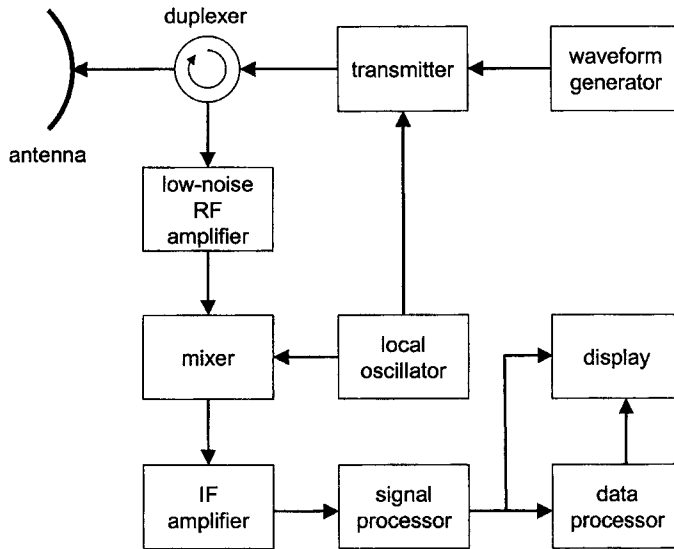 duplexer
transmitter
waveform
generator
antenna
low-noise
RF
amplifier
mixer
local
oscillator
display
IF
amplifier
signal
processor
data
processor